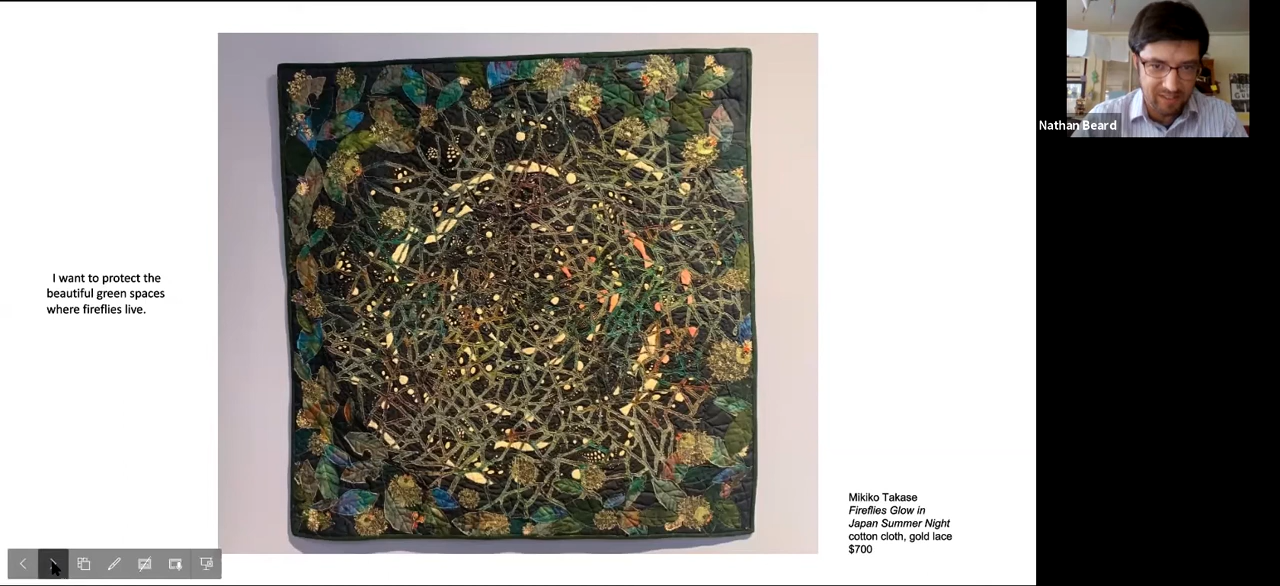 Nathan Beard
I want to protect the
beautiful green spaces
where fireflies live.
Mikiko Takase
Fireflies Glow in
Japan Summer Night
cotton cloth, gold lace
$700